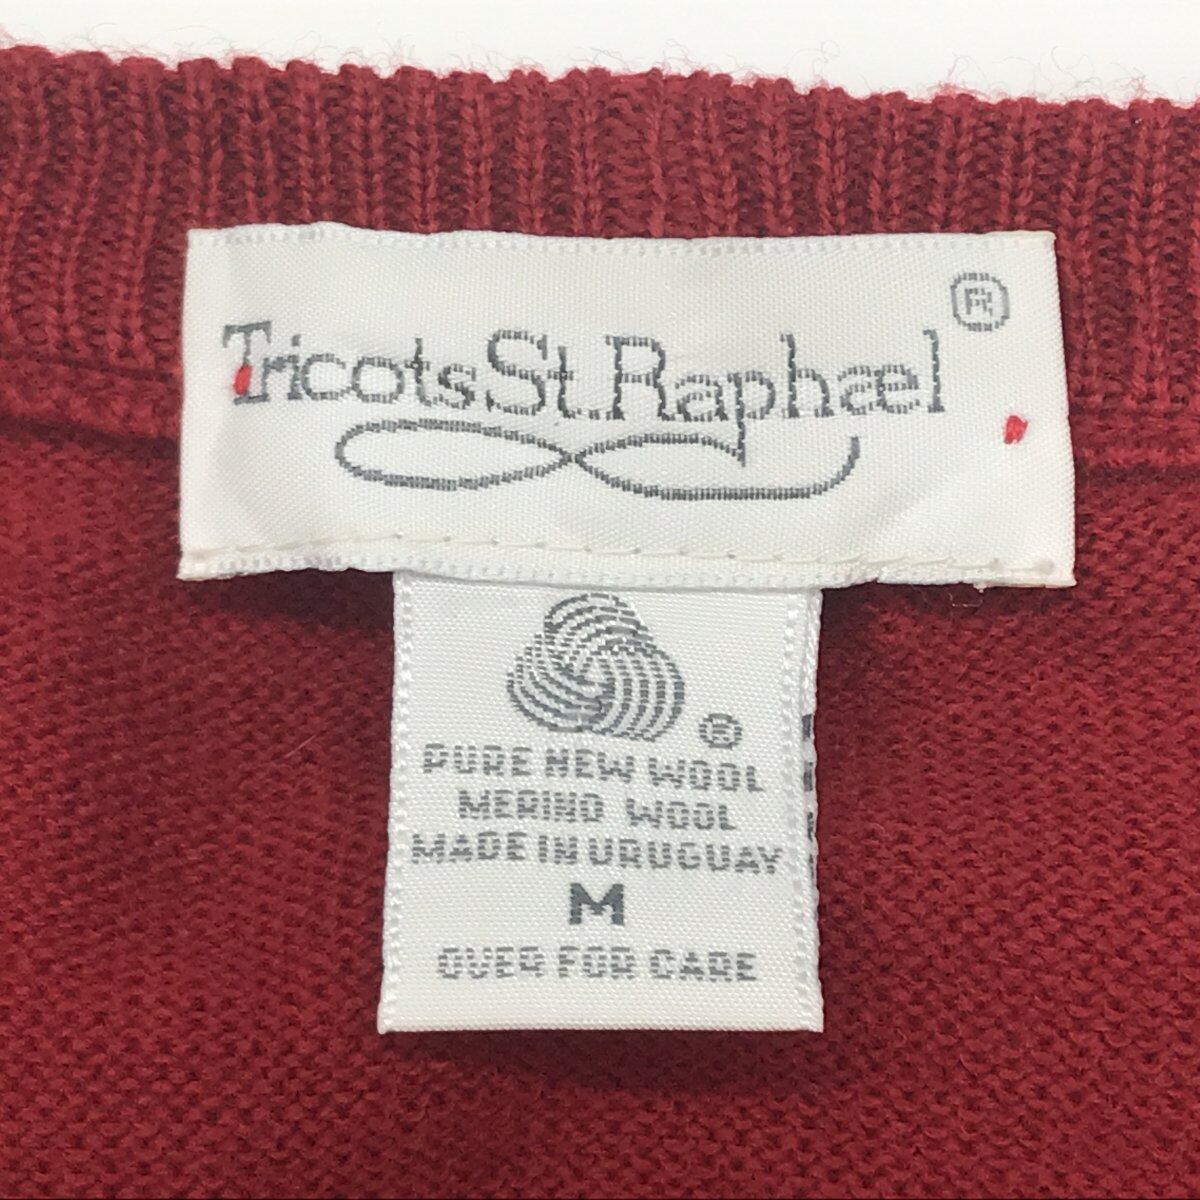 Tricots St. Raphael ®
®
PURE NEW WOOL
MERINO WOOL
MADE IN URUGUAY
M
OVER FOR CARE